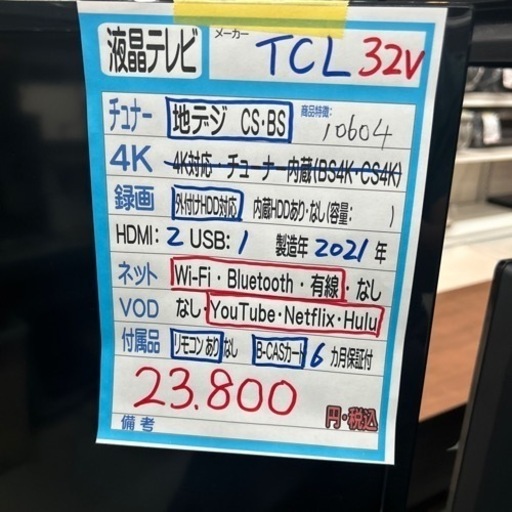 液晶テレビ メーカー TCL 32V
チュナー 地デジ CS・BS 商品特徴: 10604
4K 4K対応・チューナー内蔵(BS4K・CS4K)
録画 外付けHDD対応 内蔵HDDあり・なし(容量: )
HDMI: 2 USB: 1 製造年 2021 年
ネット Wi-Fi・Bluetooth・有線・なし
VOD なし・YouTube・Netflix・Hulu
付属品 リモコン あり なし B-CASカード 6 カ月保証付
23.800
円・税込
備考